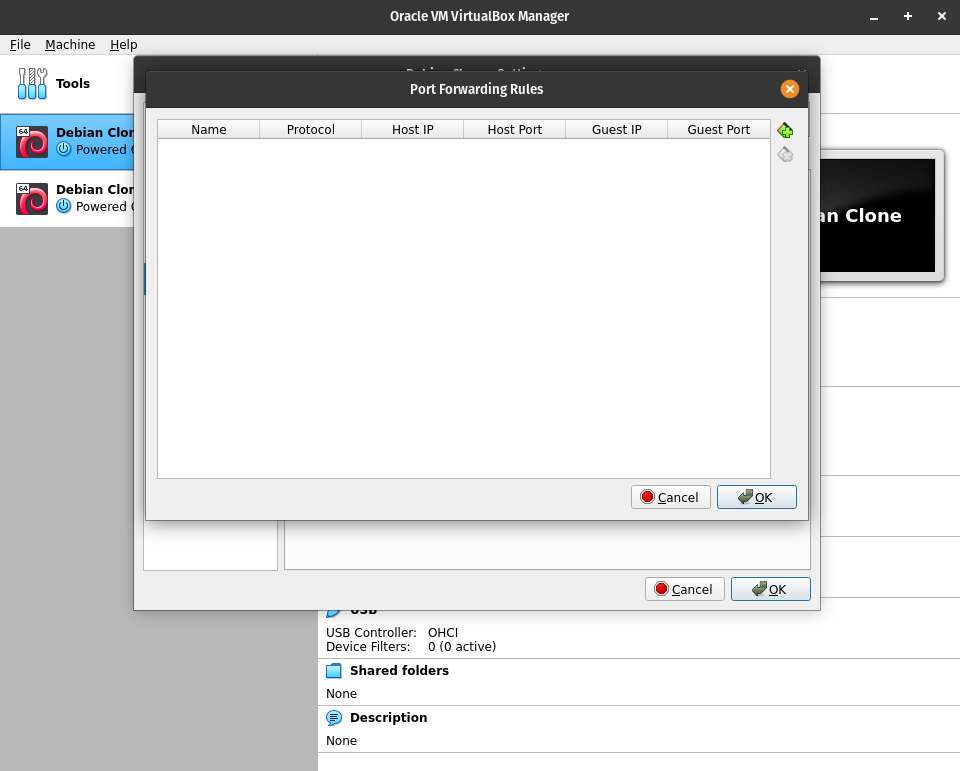 Oracle VM VirtualBox Manager
File Machine Help
Tools
Port Forwarding Rules
Name Protocol Host IP Host Port Guest IP Guest Port
64
Debian Clon
Powered
64
Debian Clon
Powered
an Clone
Cancel OK
Cancel OK
USB
USB Controller: OHCI
Device Filters: 0 (0 active)
Shared folders
None
Description
None